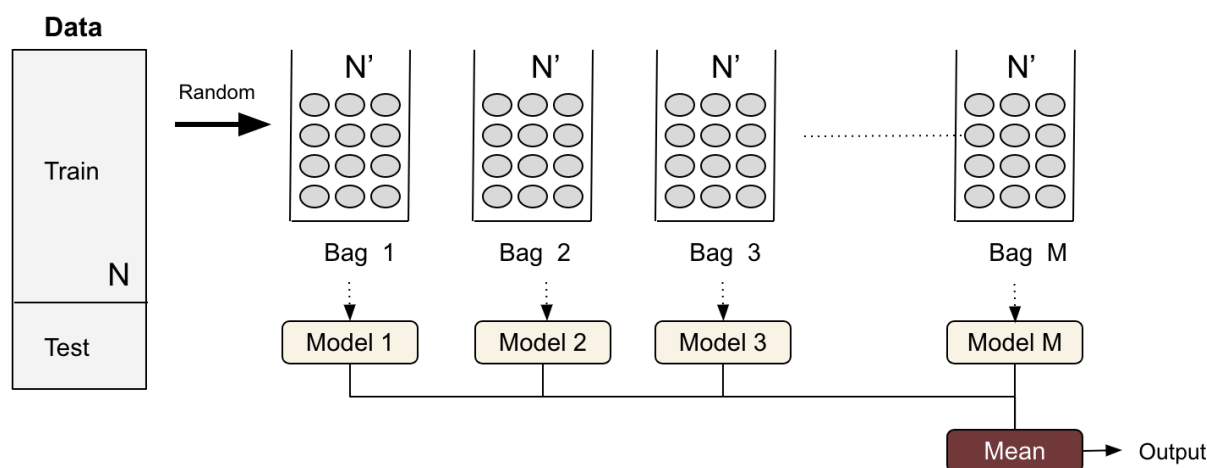 Data
Train
N
Test
Random
N’ N’ N’ N’
Bag 1 Bag 2 Bag 3 Bag M
Model 1 Model 2 Model 3 Model M
Mean
Output